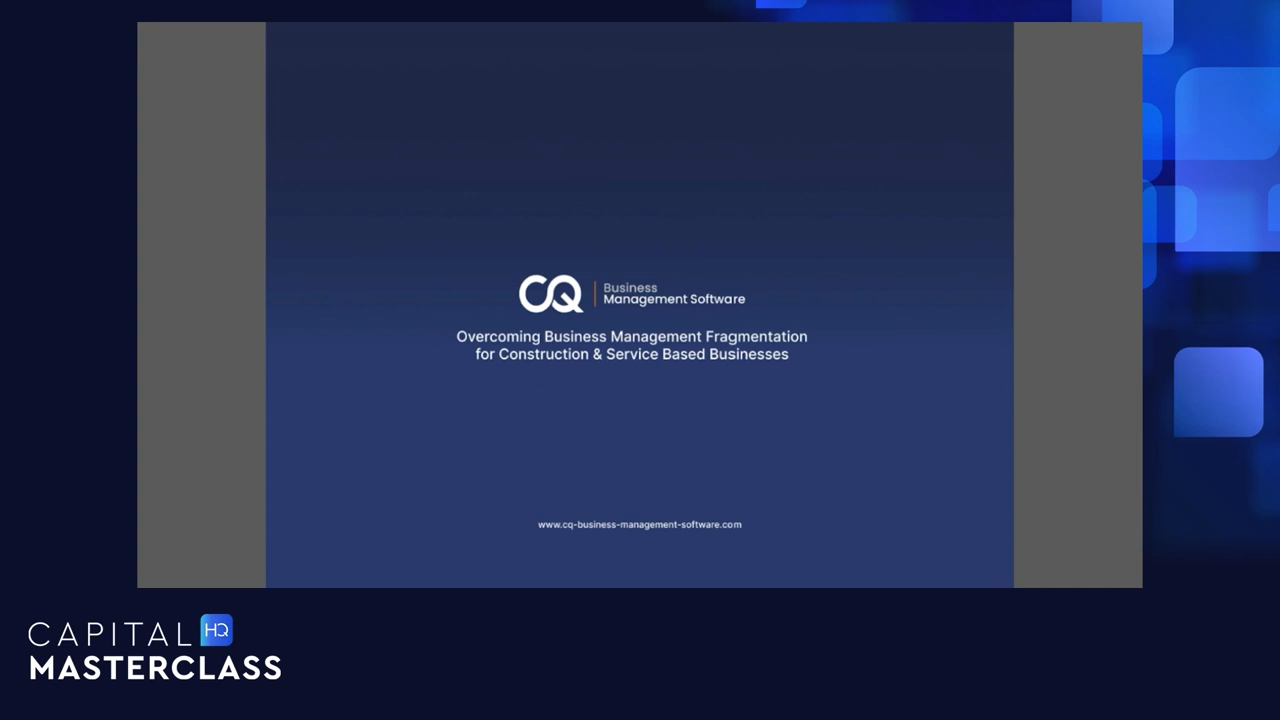 CQ
Business
Management Software
Overcoming Business Management Fragmentation
for Construction & Service Based Businesses
www.cq-business-management-software.com
CAPITAL HQ
MASTERCLASS